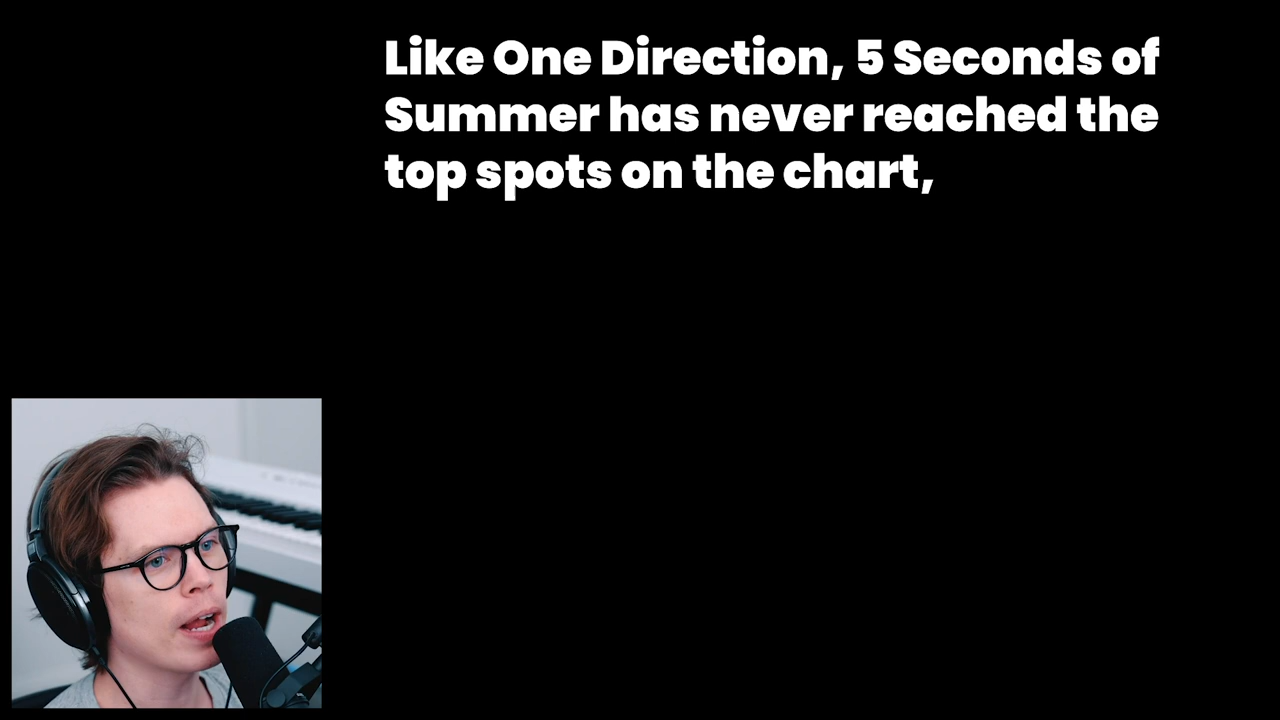 Like One Direction, 5 Seconds of
Summer has never reached the
top spots on the chart,